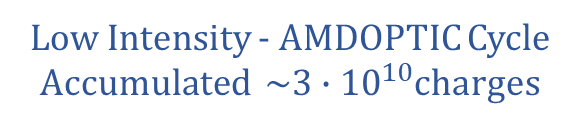 Low Intensity - AMDOPTIC Cycle
Accumulated ~3 · 10¹⁰charges